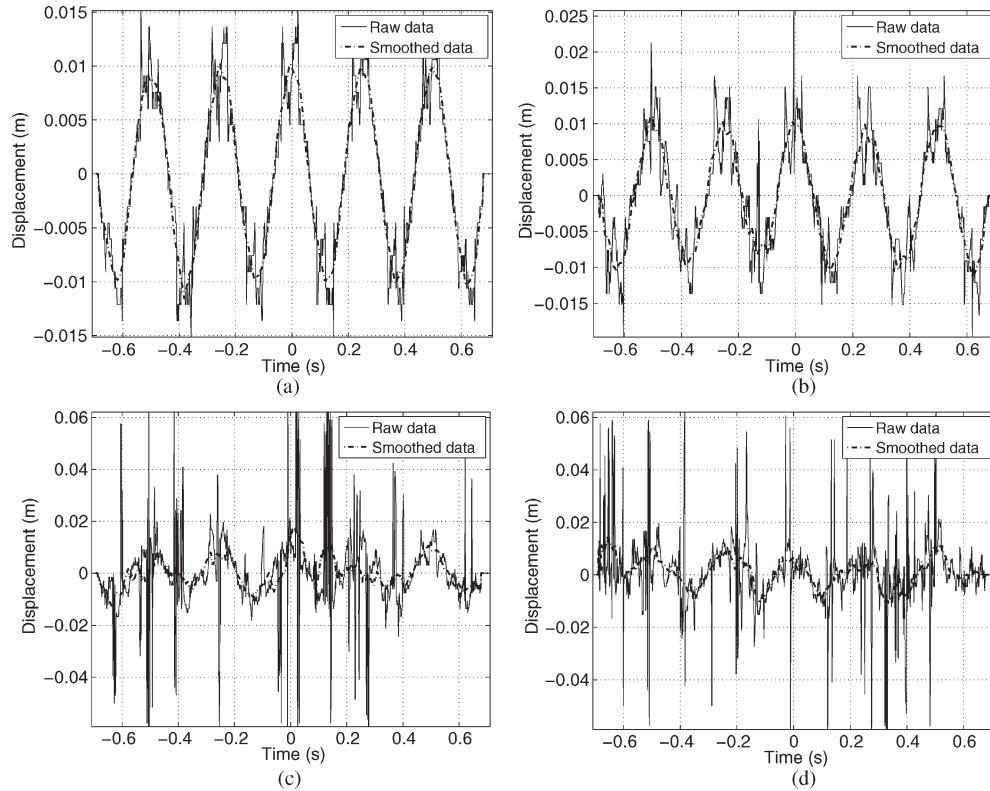 Raw data
Smoothed data
0.015
0.01
0.005
0
−0.005
−0.01
−0.015
Displacement (m)
−0.6 −0.4 −0.2 0 0.2 0.4 0.6
Time (s)
(a)
Raw data
Smoothed data
0.025
0.02
0.015
0.01
0.005
0
−0.005
−0.01
−0.015
Displacement (m)
−0.6 −0.4 −0.2 0 0.2 0.4 0.6
Time (s)
(b)
Raw data
Smoothed data
0.06
0.04
0.02
0
−0.02
−0.04
Displacement (m)
−0.6 −0.4 −0.2 0 0.2 0.4 0.6
Time (s)
(c)
Raw data
Smoothed data
0.06
0.04
0.02
0
−0.02
−0.04
Displacement (m)
−0.6 −0.4 −0.2 0 0.2 0.4 0.6
Time (s)
(d)